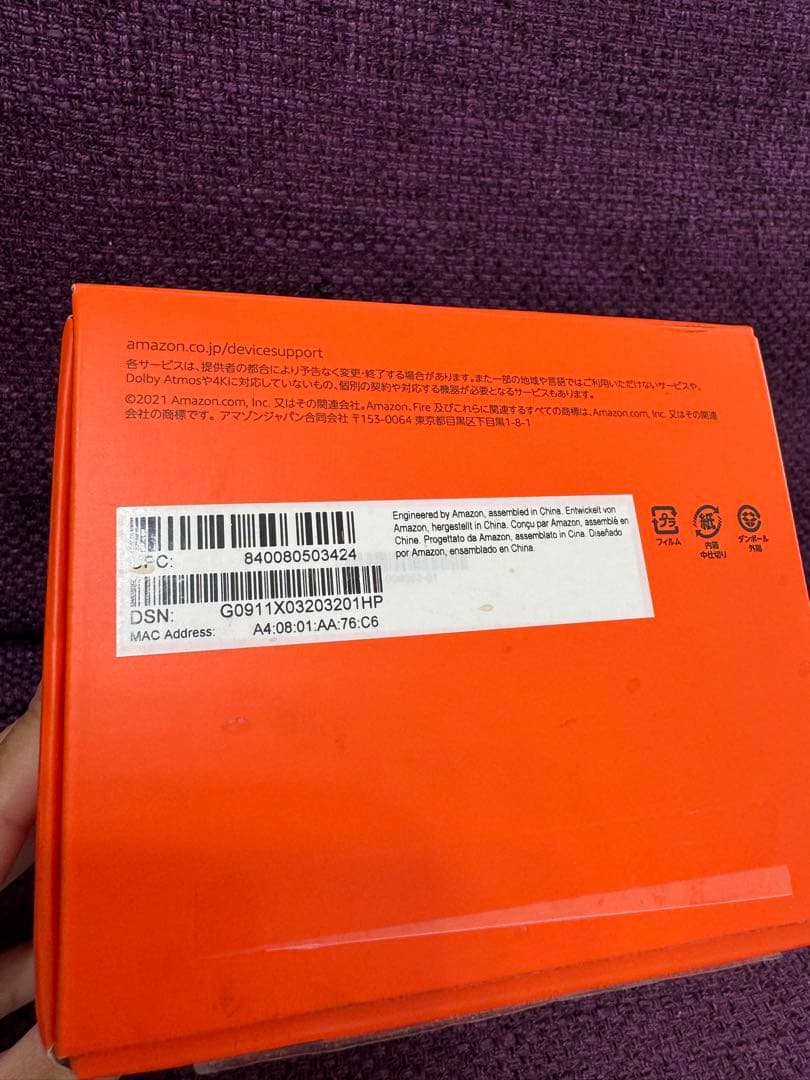 amazon.co.jp/devicesupport
各サービスは、提供者の都合により予告なく変更・終了する場合があります。また一部の地域や言語ではご利用いただけないサービスや、
Dolby Atmosや4Kに対応していないもの、個別の契約や対応する機器が必要となるサービスもあります。
©2021 Amazon.com, Inc. 又はその関連会社。Amazon、Fire 及びこれらに関連するすべての商標は、Amazon.com, Inc. 又はその関連
会社の商標です。 アマゾンジャパン合同会社 〒153-0064 東京都目黒区下目黒1-8-1
UPC: 840080503424
DSN: G0911X03203201HP
MAC Address: A4:08:01:AA:76:C6
Engineered by Amazon, assembled in China. Entwickelt von
Amazon, hergestellt in China. Conçu par Amazon, assemblé en
Chine. Progettato da Amazon, assemblato in Cina. Diseñado
por Amazon, ensamblado en China.
プラ
フィルム
紙
内箱
中仕切り
ダンボール
外箱